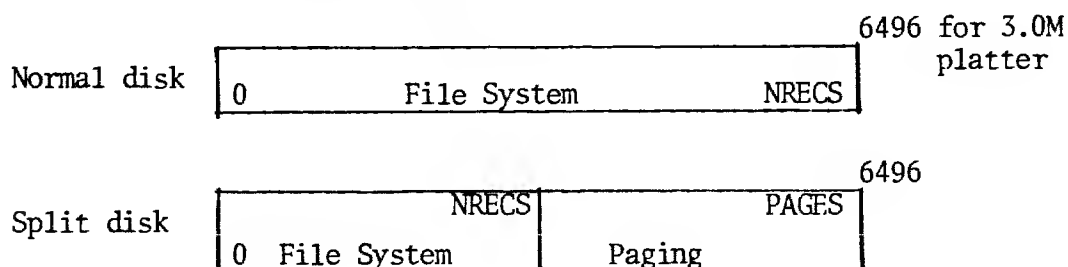 6496 for 3.0M
platter
Normal disk
0 File System NRECS
6496
NRECS PAGES
Split disk
0 File System Paging